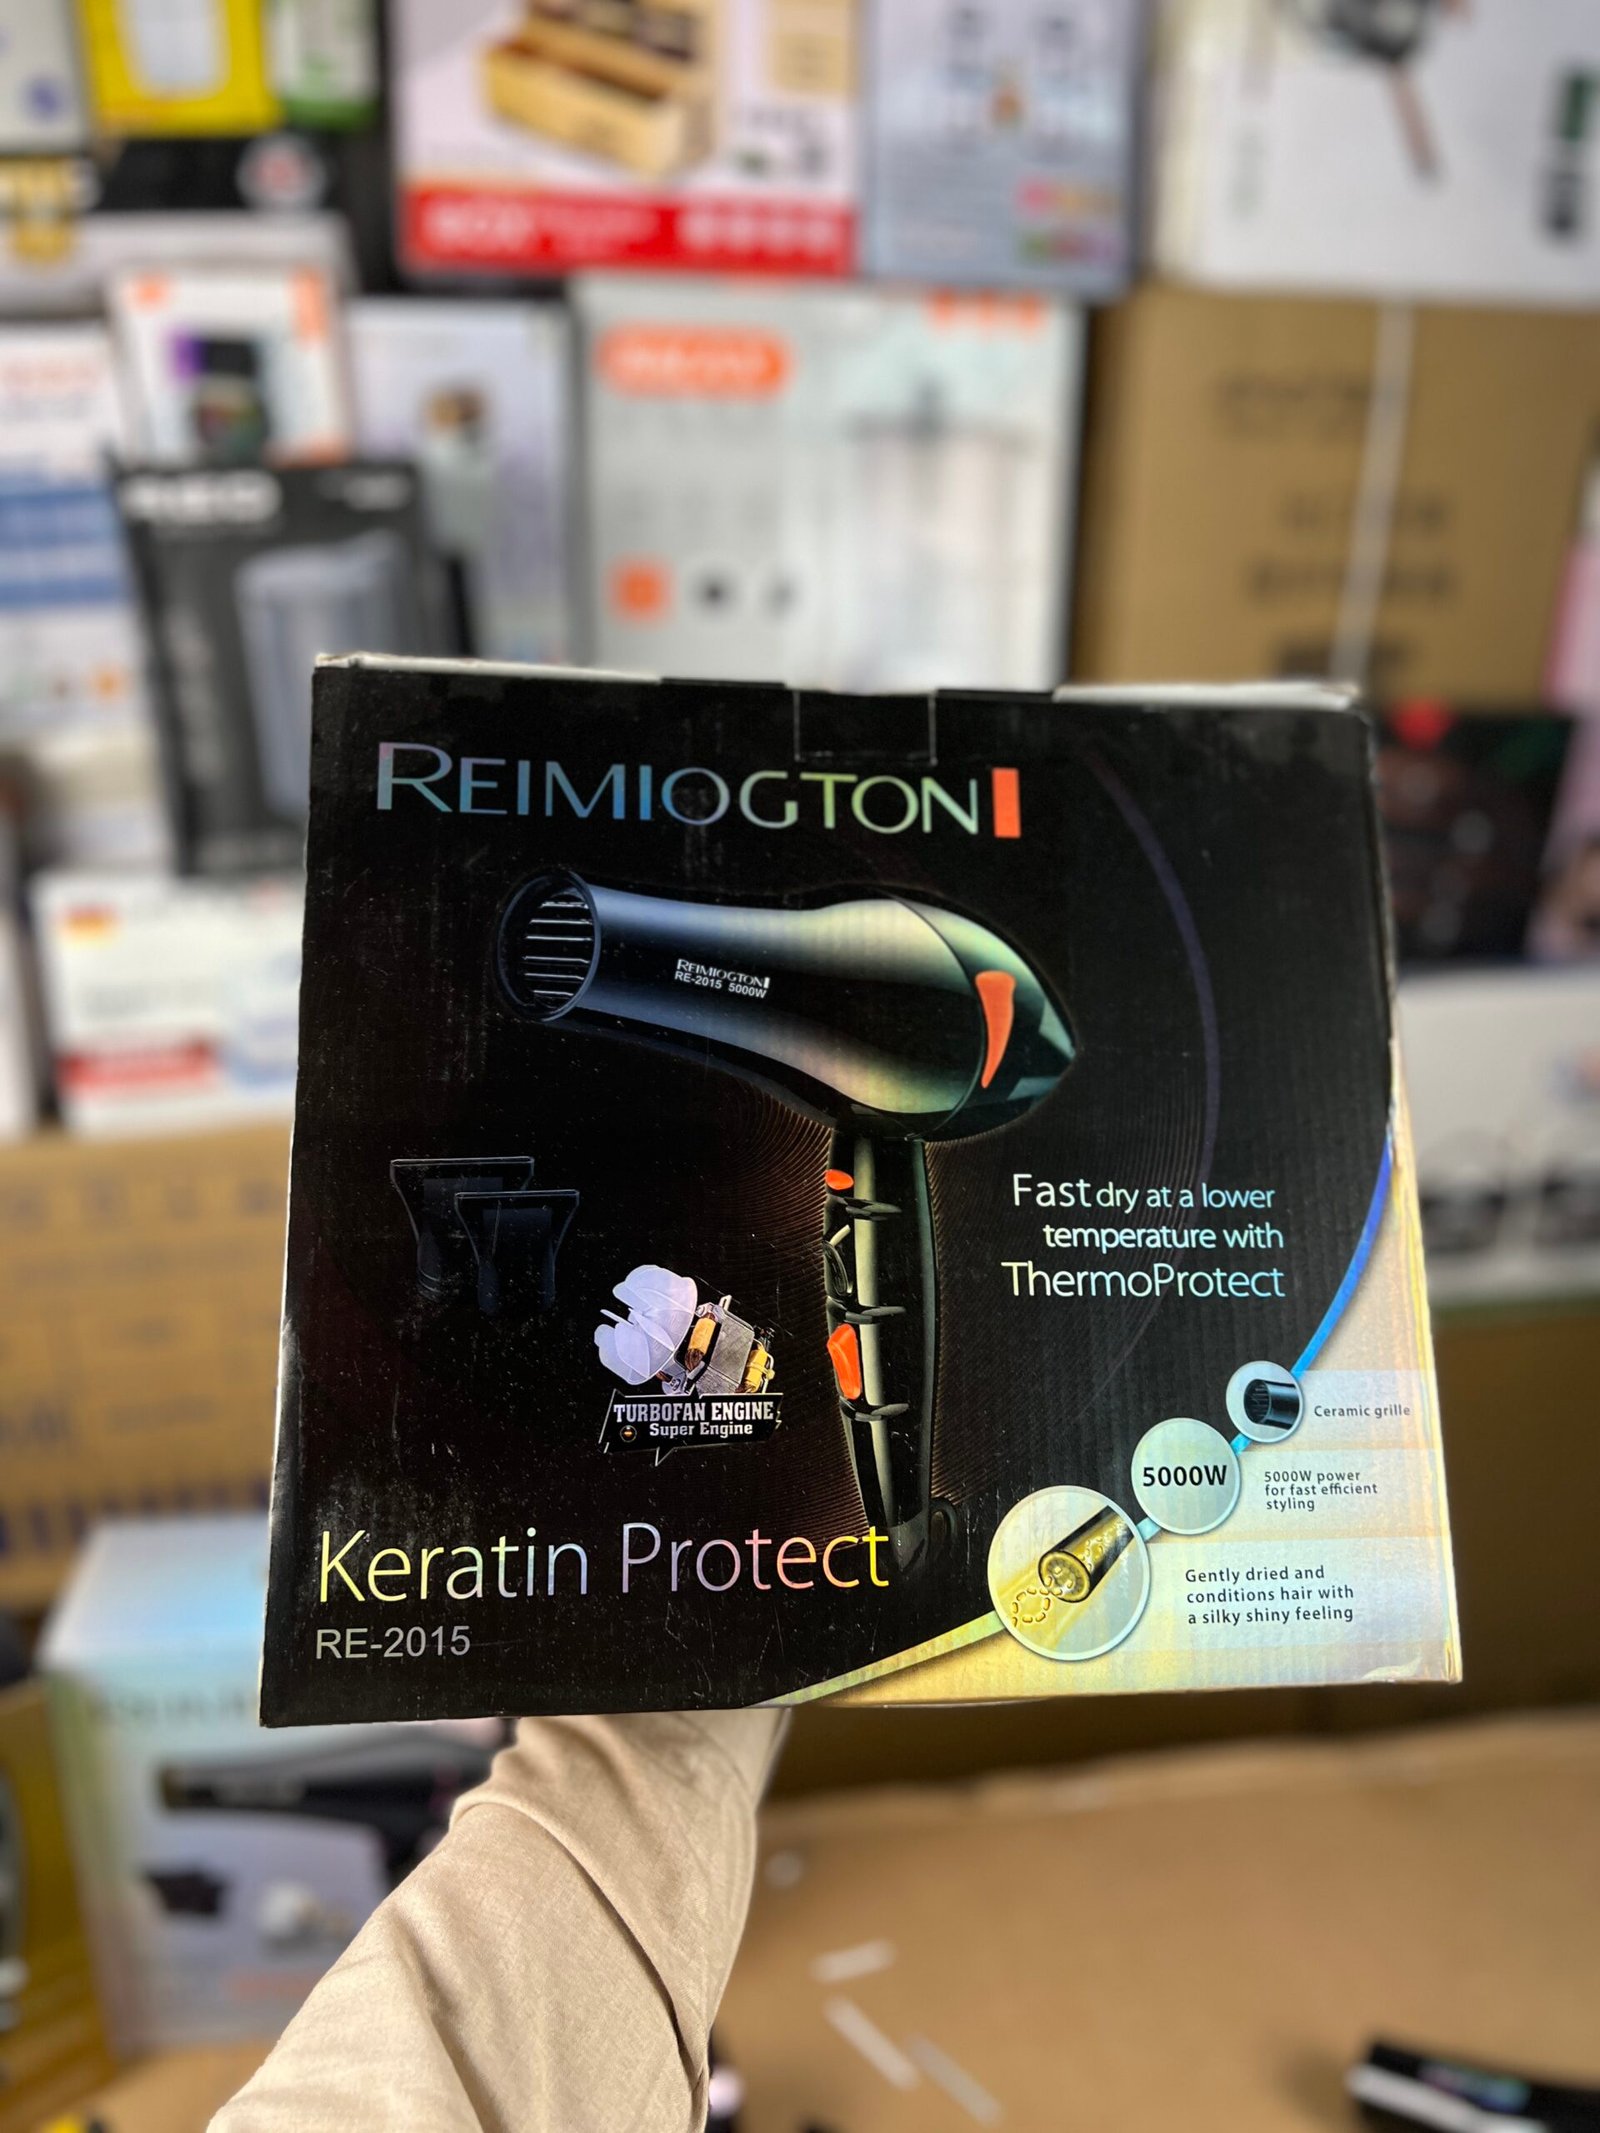 REIMIOGTON
REIMIOGTON
RE-2015 5000W
Fast dry at a lower
temperature with
ThermoProtect
TURBOFAN ENGINE
Super Engine
Ceramic grille
5000W
5000W power
for fast efficient
styling
Gently dried and
conditions hair with
a silky shiny feeling
Keratin Protect
RE-2015